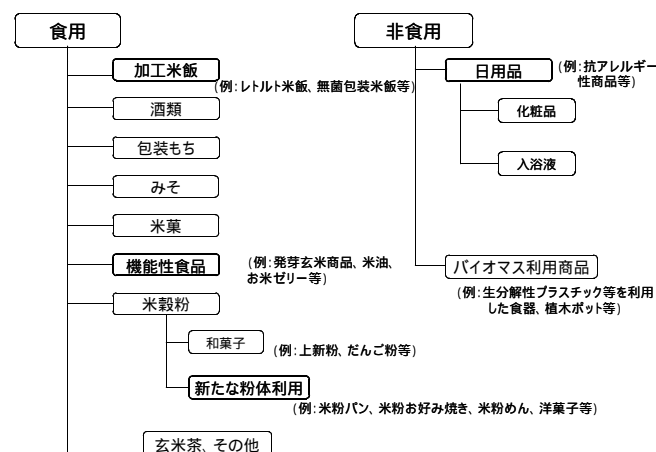 食用
加工米飯
(例:レトルト米飯、無菌包装米飯等)
酒類
包装もち
みそ
米菓
機能性食品
(例:発芽玄米商品、米油、
お米ゼリー等)
米穀粉
和菓子
(例:上新粉、だんご粉等)
新たな粉体利用
(例:米粉パン、米粉お好み焼き、米粉めん、洋菓子等)
玄米茶、その他
非食用
日用品
(例:抗アレルギー
性商品等)
化粧品
入浴液
バイオマス利用商品
(例:生分解性プラスチック等を利用
した食器、植木ポット等)